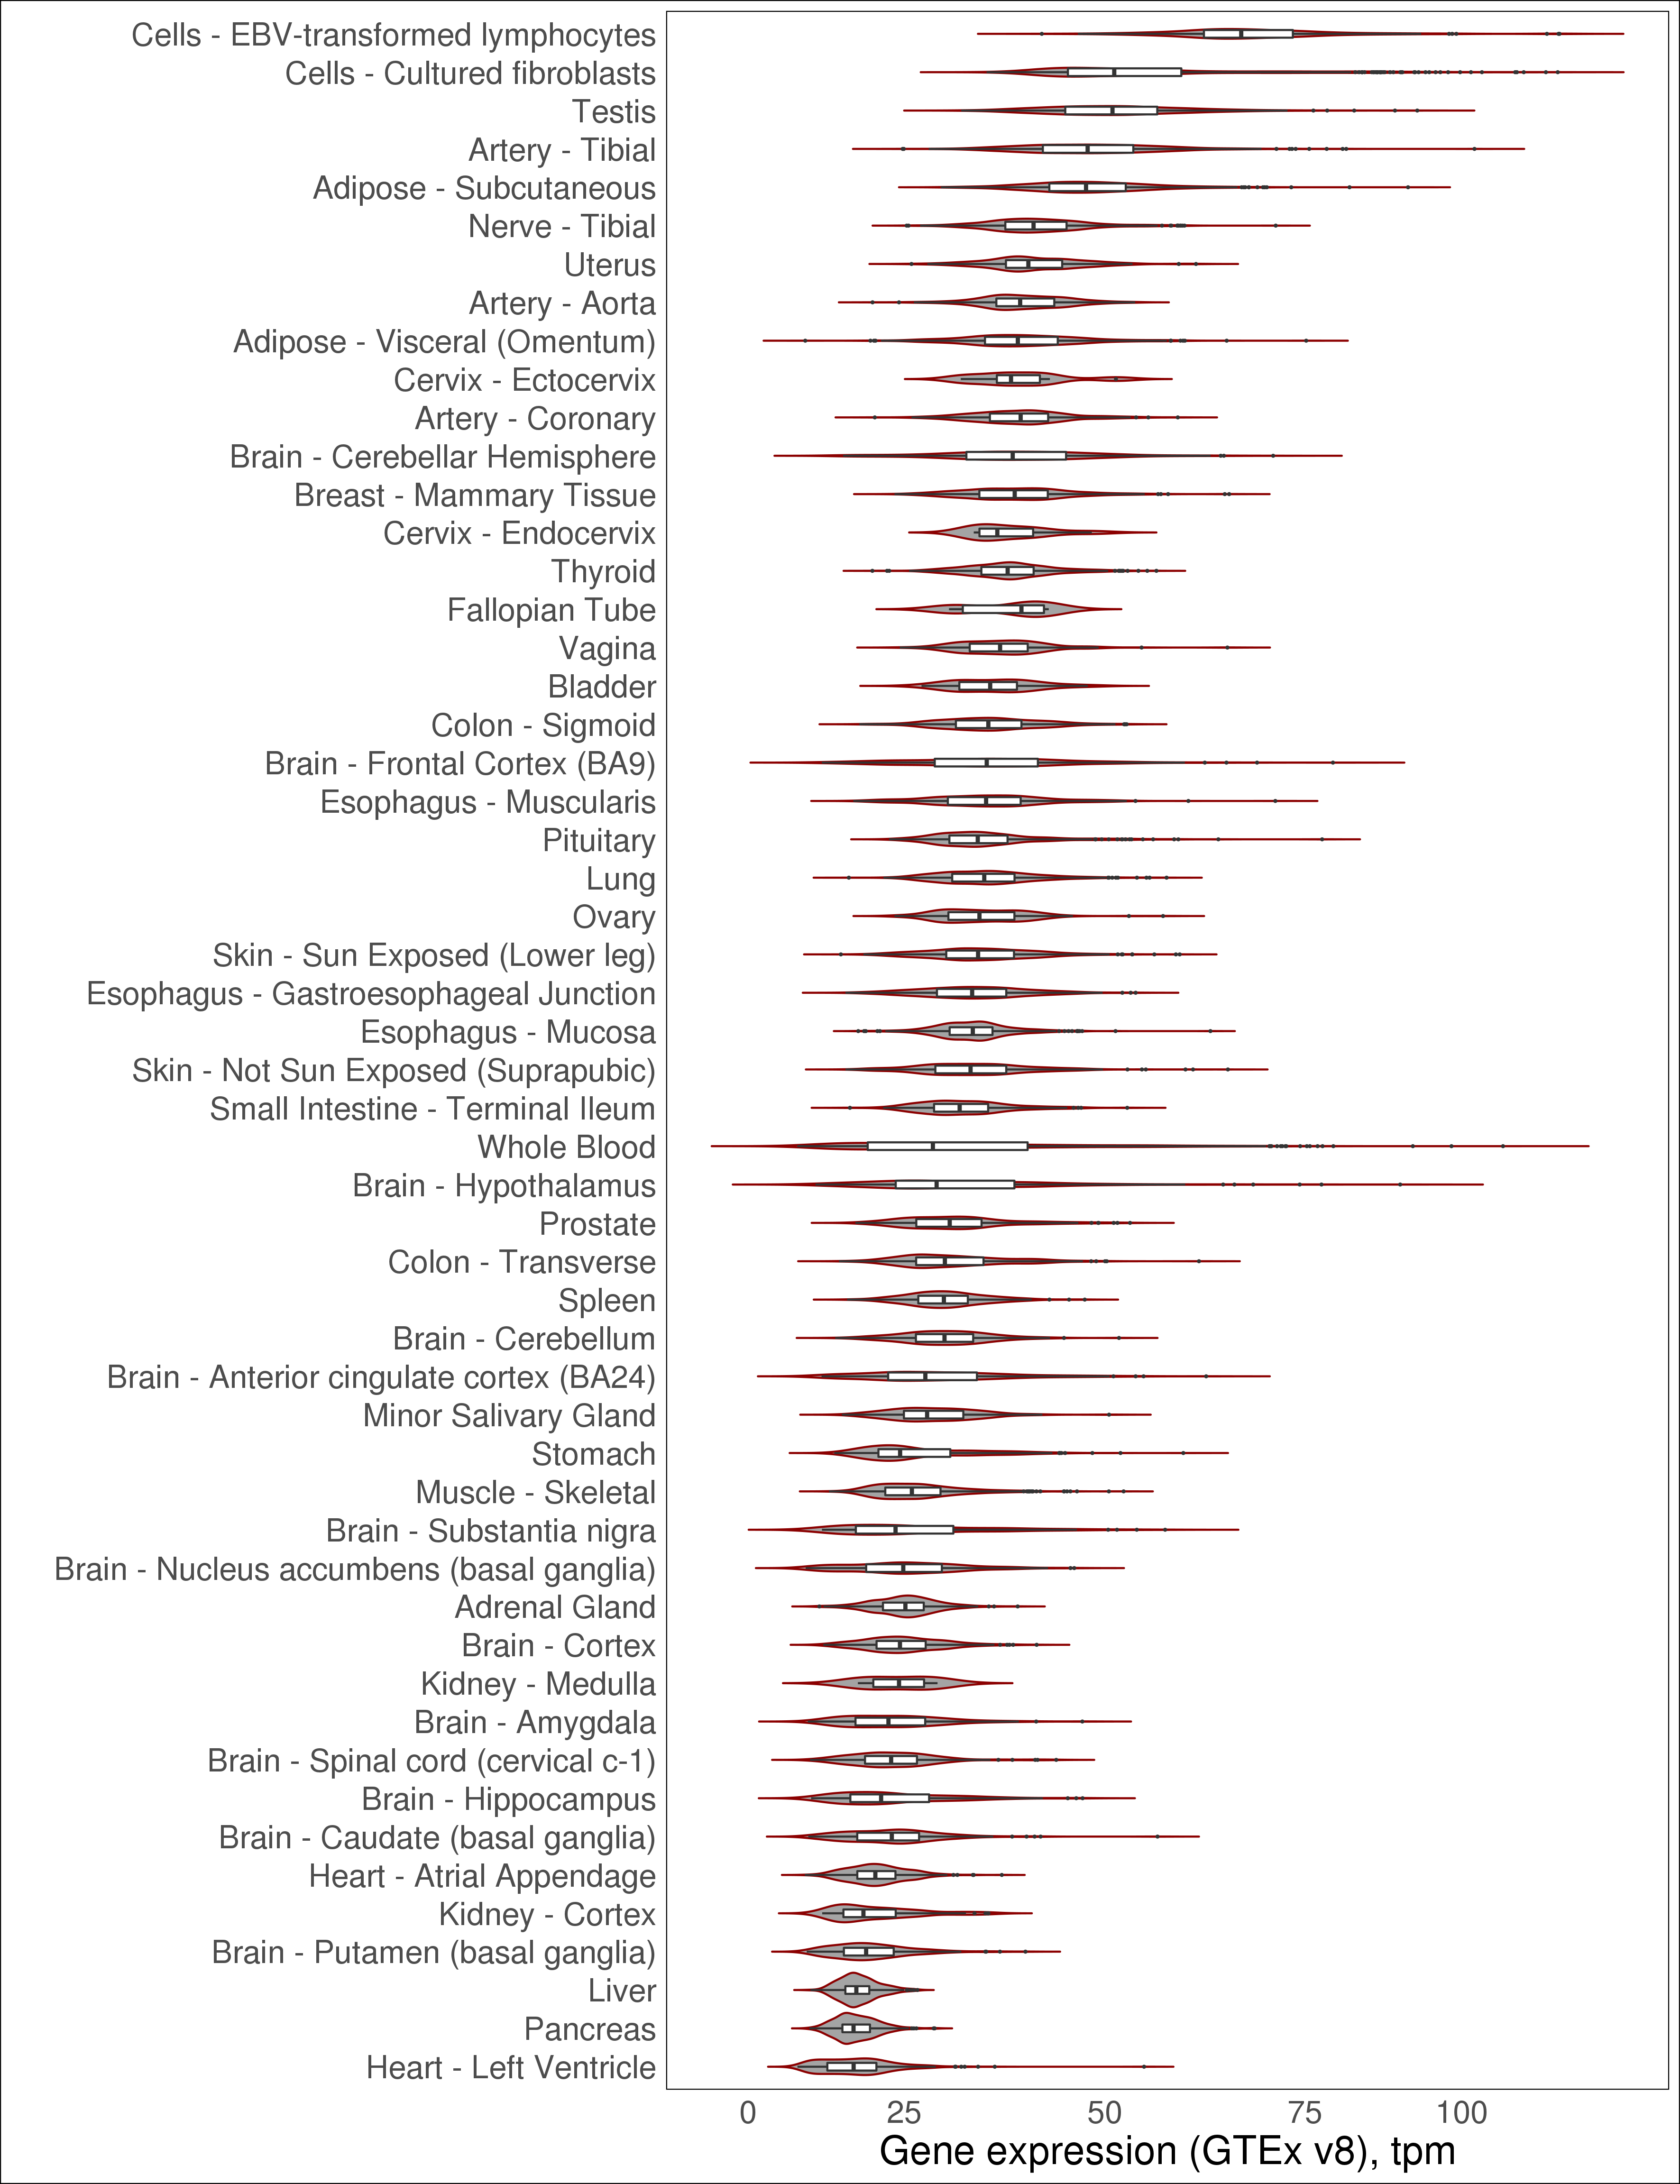 Cells - EBV-transformed lymphocytes
Cells - Cultured fibroblasts
Testis
Artery - Tibial
Adipose - Subcutaneous
Nerve - Tibial
Uterus
Artery - Aorta
Adipose - Visceral (Omentum)
Cervix - Ectocervix
Artery - Coronary
Brain - Cerebellar Hemisphere
Breast - Mammary Tissue
Cervix - Endocervix
Thyroid
Fallopian Tube
Vagina
Bladder
Colon - Sigmoid
Brain - Frontal Cortex (BA9)
Esophagus - Muscularis
Pituitary
Lung
Ovary
Skin - Sun Exposed (Lower leg)
Esophagus - Gastroesophageal Junction
Esophagus - Mucosa
Skin - Not Sun Exposed (Suprapubic)
Small Intestine - Terminal Ileum
Whole Blood
Brain - Hypothalamus
Prostate
Colon - Transverse
Spleen
Brain - Cerebellum
Brain - Anterior cingulate cortex (BA24)
Minor Salivary Gland
Stomach
Muscle - Skeletal
Brain - Substantia nigra
Brain - Nucleus accumbens (basal ganglia)
Adrenal Gland
Brain - Cortex
Kidney - Medulla
Brain - Amygdala
Brain - Spinal cord (cervical c-1)
Brain - Hippocampus
Brain - Caudate (basal ganglia)
Heart - Atrial Appendage
Kidney - Cortex
Brain - Putamen (basal ganglia)
Liver
Pancreas
Heart - Left Ventricle
0 25 50 75 100
Gene expression (GTEx v8), tpm